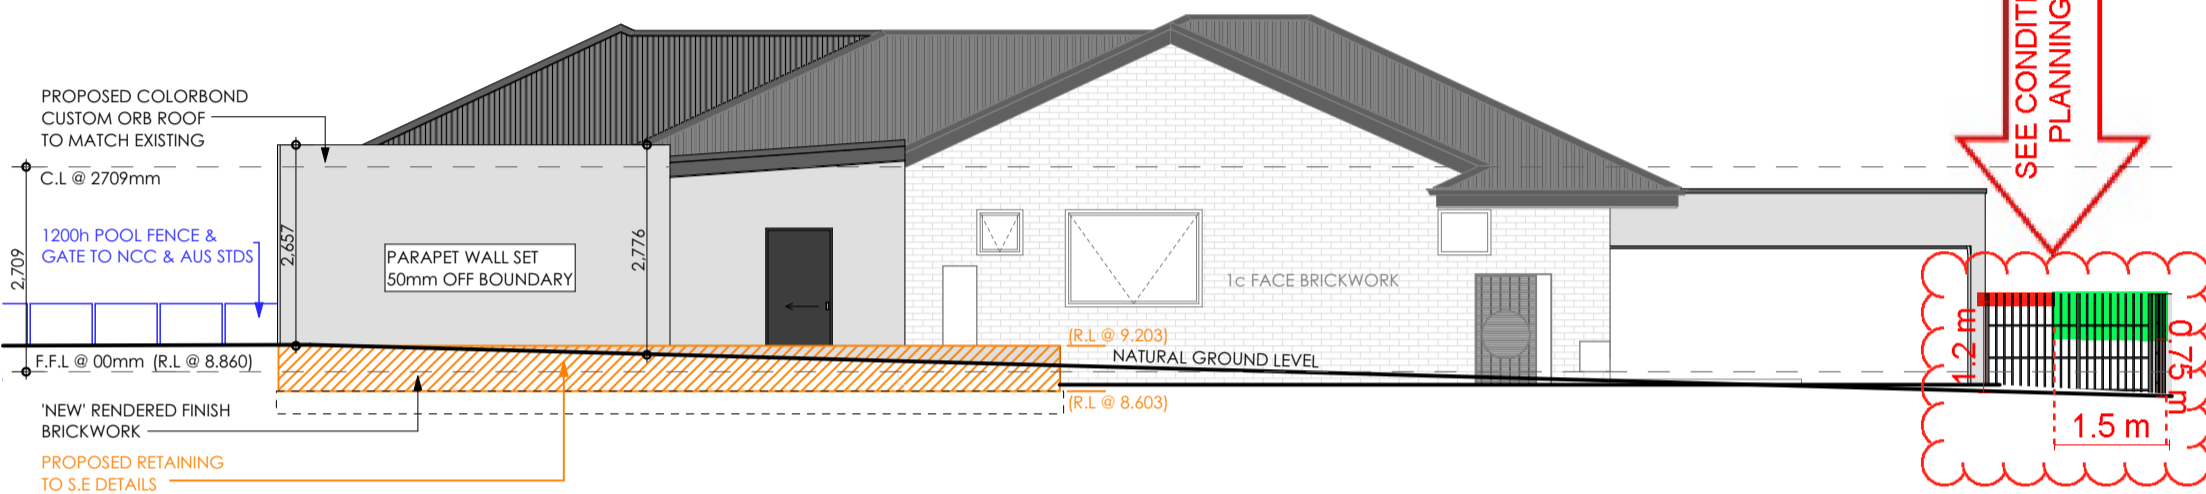 PROPOSED COLORBOND
CUSTOM ORB ROOF
TO MATCH EXISTING
C.L @ 2709mm
2,709
1200h POOL FENCE &
GATE TO NCC & AUS STDS
2,657
PARAPET WALL SET
50mm OFF BOUNDARY
2,776
1c FACE BRICKWORK
(R.L @ 9.203)
NATURAL GROUND LEVEL
F.F.L @ 00mm (R.L @ 8.860)
(R.L @ 8.603)
'NEW' RENDERED FINISH
BRICKWORK
PROPOSED RETAINING
TO S.E DETAILS
SEE CONDITI
PLANNING
1.2 m
0.75 m
1.5 m